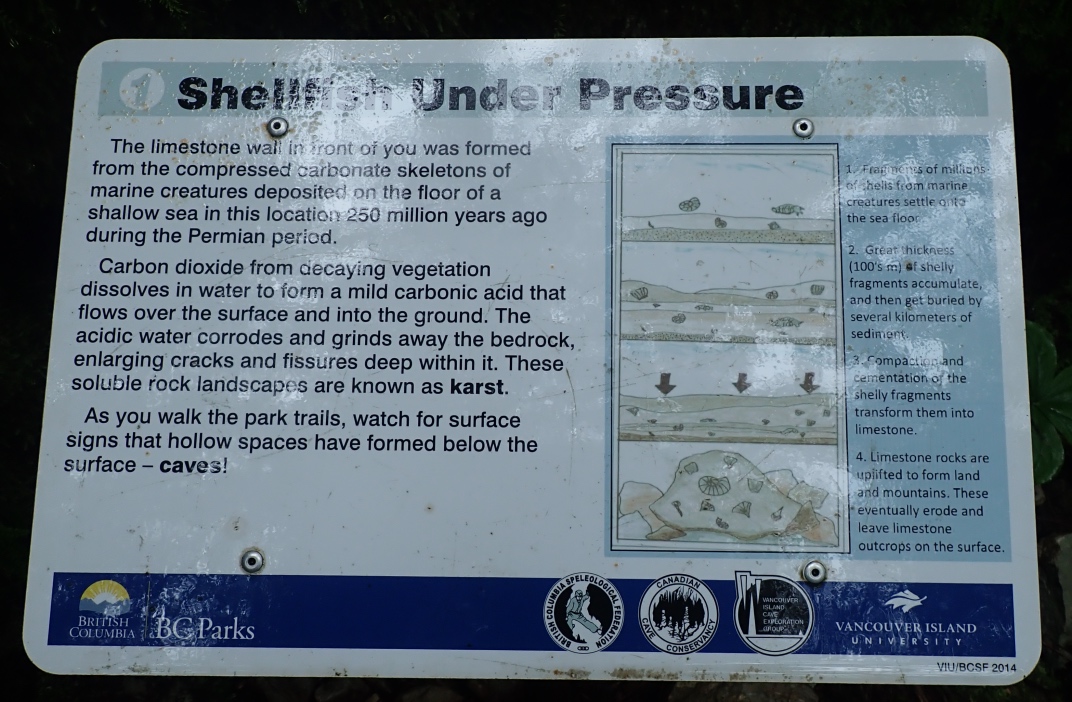 1 Shellfish Under Pressure
The limestone wall in front of you was formed
from the compressed carbonate skeletons of
marine creatures deposited on the floor of a
shallow sea in this location 250 million years ago
during the Permian period.
Carbon dioxide from decaying vegetation
dissolves in water to form a mild carbonic acid that
flows over the surface and into the ground. The
acidic water corrodes and grinds away the bedrock,
enlarging cracks and fissures deep within it. These
soluble rock landscapes are known as karst.
As you walk the park trails, watch for surface
signs that hollow spaces have formed below the
surface – caves!
1. Fragments of millions
of shells from marine
creatures settle onto
the sea floor.
2. Great thickness
(100's m) of shelly
fragments accumulate,
and then get buried by
several kilometers of
sediment.
3. Compaction and
cementation of the
shelly fragments
transform them into
limestone.
4. Limestone rocks are
uplifted to form land
and mountains. These
eventually erode and
leave limestone
outcrops on the surface.
BRITISH
COLUMBIA
BC Parks
BRITISH COLUMBIA SPELEOLOGICAL FEDERATION
CANADIAN
CAVE CONSERVANCY
VANCOUVER
ISLAND
CAVE
EXPLORATION
GROUP
VANCOUVER ISLAND
UNIVERSITY
VIU/BCSF 2014